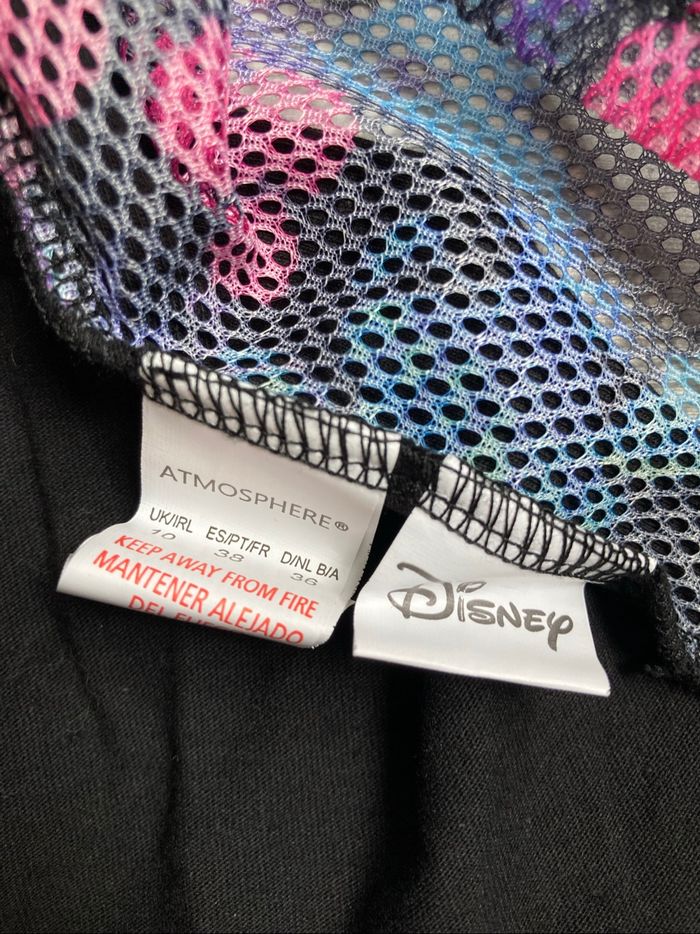 ATMOSPHERE®
UK/IRL ES/PT/FR D/NL B/A
10 38 36
KEEP AWAY FROM FIRE
MANTENER ALEJADO
Disney